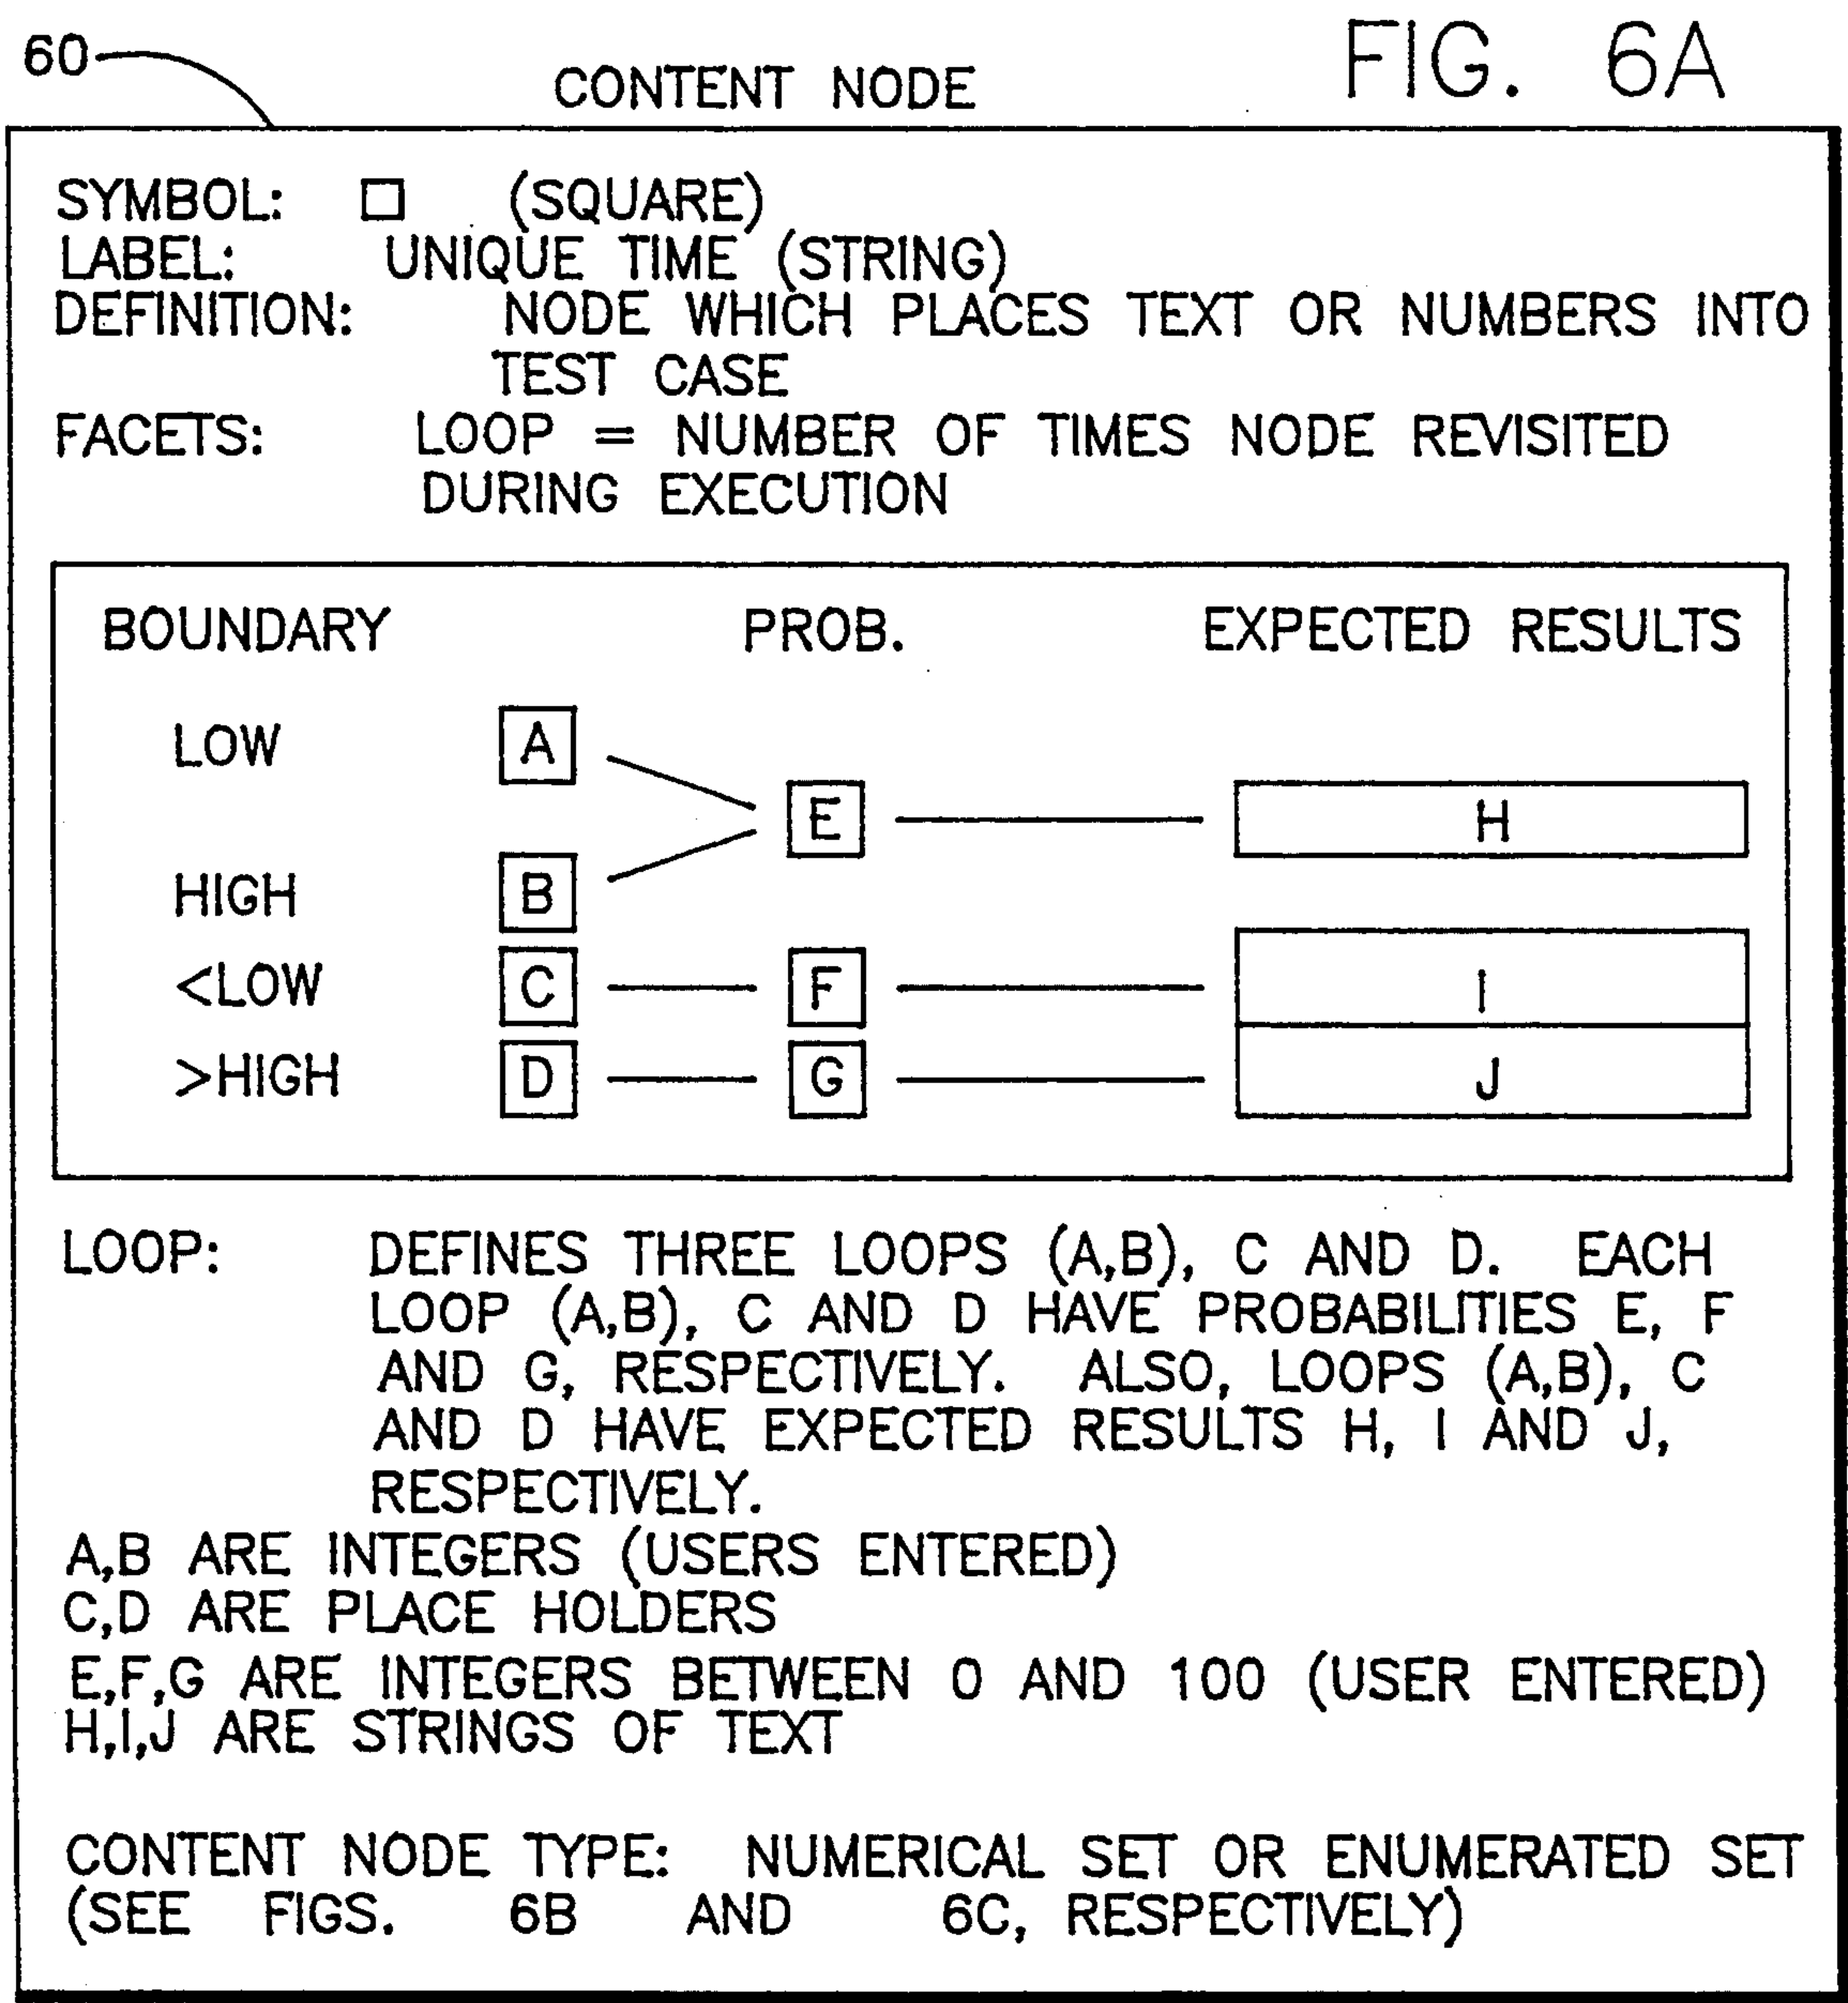 60
CONTENT NODE
FIG. 6A
SYMBOL: □ (SQUARE)
LABEL: UNIQUE TIME (STRING)
DEFINITION: NODE WHICH PLACES TEXT OR NUMBERS INTO
TEST CASE
FACETS: LOOP = NUMBER OF TIMES NODE REVISITED
DURING EXECUTION
BOUNDARY PROB. EXPECTED RESULTS
LOW A
E H
HIGH B
<LOW C F I
>HIGH D G J
LOOP: DEFINES THREE LOOPS (A,B), C AND D. EACH
LOOP (A,B), C AND D HAVE PROBABILITIES E, F
AND G, RESPECTIVELY. ALSO, LOOPS (A,B), C
AND D HAVE EXPECTED RESULTS H, I AND J,
RESPECTIVELY.
A,B ARE INTEGERS (USERS ENTERED)
C,D ARE PLACE HOLDERS
E,F,G ARE INTEGERS BETWEEN 0 AND 100 (USER ENTERED)
H,I,J ARE STRINGS OF TEXT
CONTENT NODE TYPE: NUMERICAL SET OR ENUMERATED SET
(SEE FIGS. 6B AND 6C, RESPECTIVELY)